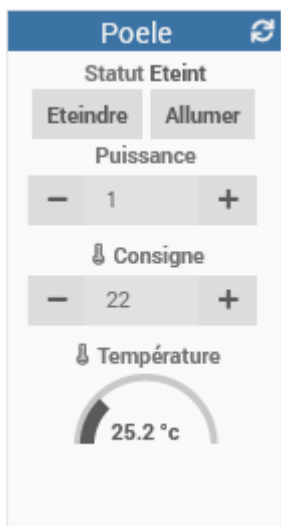 Poele
Statut Eteint
Eteindre Allumer
Puissance
− 1 +
Consigne
− 22 +
Température
25.2 °c